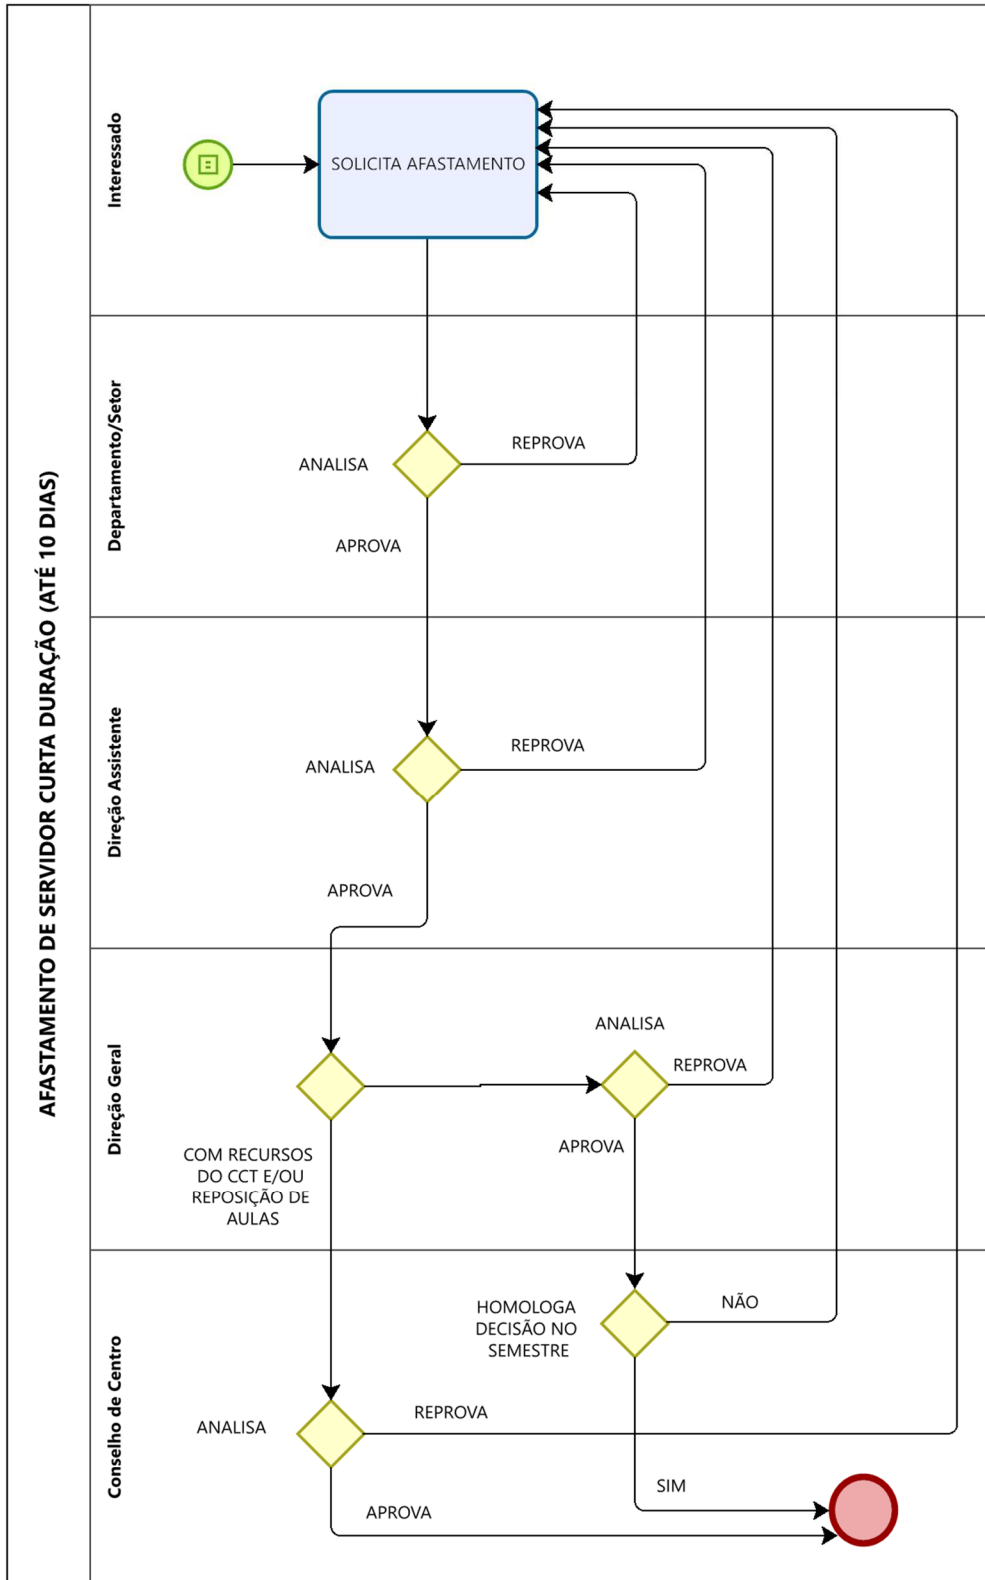 AFASTAMENTO DE SERVIDOR CURTA DURAÇÃO (ATÉ 10 DIAS)
Interessado
SOLICITA AFASTAMENTO
Departamento/Setor
ANALISA
REPROVA
APROVA
Direção Assistente
ANALISA
REPROVA
APROVA
Direção Geral
ANALISA
REPROVA
APROVA
COM RECURSOS
DO CCT E/OU
REPOSIÇÃO DE
AULAS
Conselho de Centro
HOMOLOGA
DECISÃO NO
SEMESTRE
NÃO
ANALISA
REPROVA
SIM
APROVA